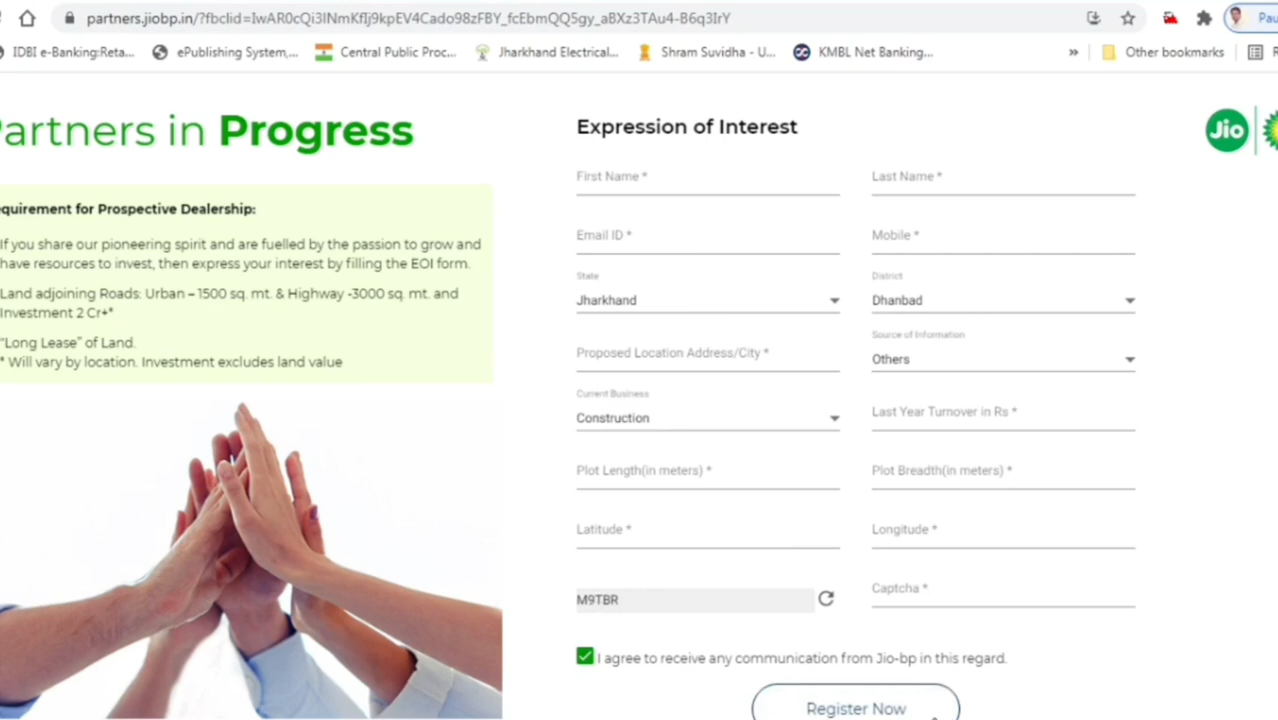 partners.jiobp.in/?fbclid=IwAR0cQi3lNmKfIj9kpEV4Cado98zFBY_fcEbmQQ5gy_aBXz3TAu4-B6q3IrY
IDBI e-Banking:Reta... ePublishing System,... Central Public Proc... Jharkhand Electrical... Shram Suvidha - U... KMBL Net Banking... » Other bookmarks
artners in Progress
equirement for Prospective Dealership:
If you share our pioneering spirit and are fuelled by the passion to grow and
have resources to invest, then express your interest by filling the EOI form.
Land adjoining Roads: Urban – 1500 sq. mt. & Highway -3000 sq. mt. and
Investment 2 Cr+*
"Long Lease" of Land.
* Will vary by location. Investment excludes land value
Expression of Interest
Jio
First Name * Last Name *
Email ID * Mobile *
State District
Jharkhand Dhanbad
Source of Information
Proposed Location Address/City * Others
Current Business
Construction Last Year Turnover in Rs *
Plot Length(in meters) * Plot Breadth(in meters) *
Latitude * Longitude *
M9TBR Captcha *
I agree to receive any communication from Jio-bp in this regard.
Register Now